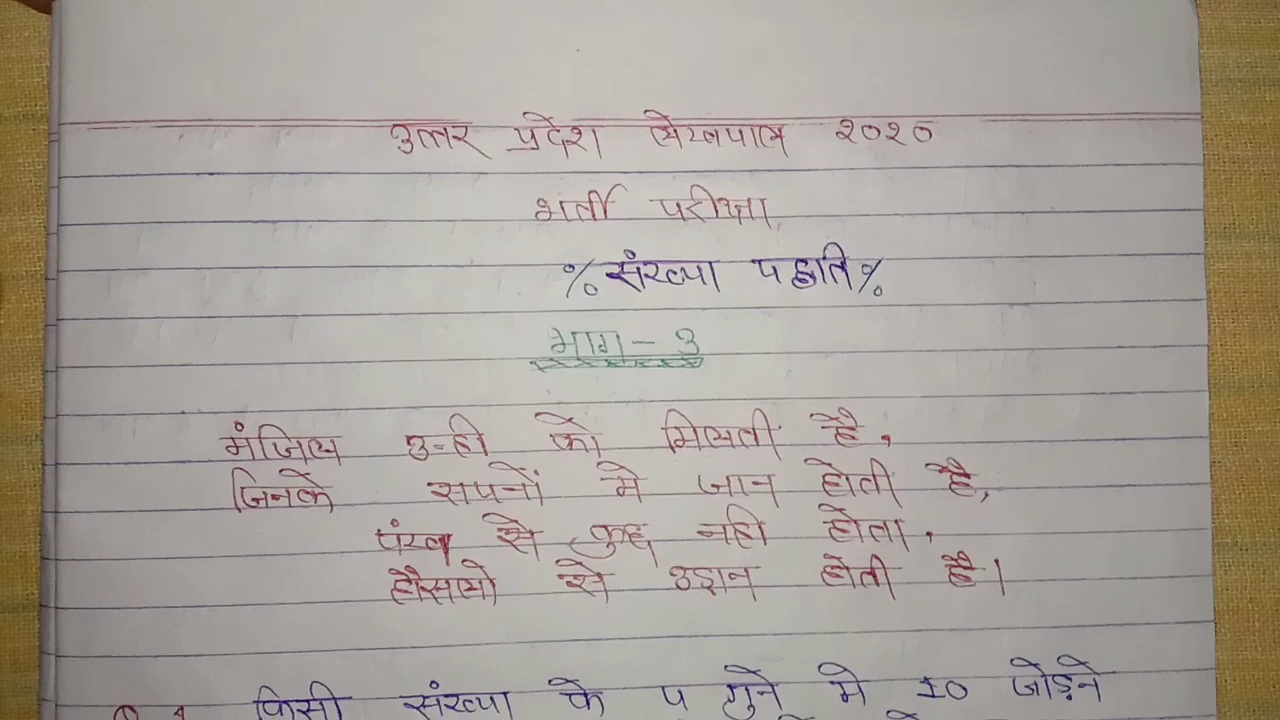 उत्तर प्रदेश लेखपाल २०२०
भर्ती परीक्षा
% संख्या पद्धति %
भाग - 3
मंजिल उन्ही को मिलती है,
जिनके सपनों मे जान होती है,
पंख से कुछ नही होता,
हौसलो से उड़ान होती है।
Q.1 किसी संख्या के 4 गुने मे 10 जोड़ने